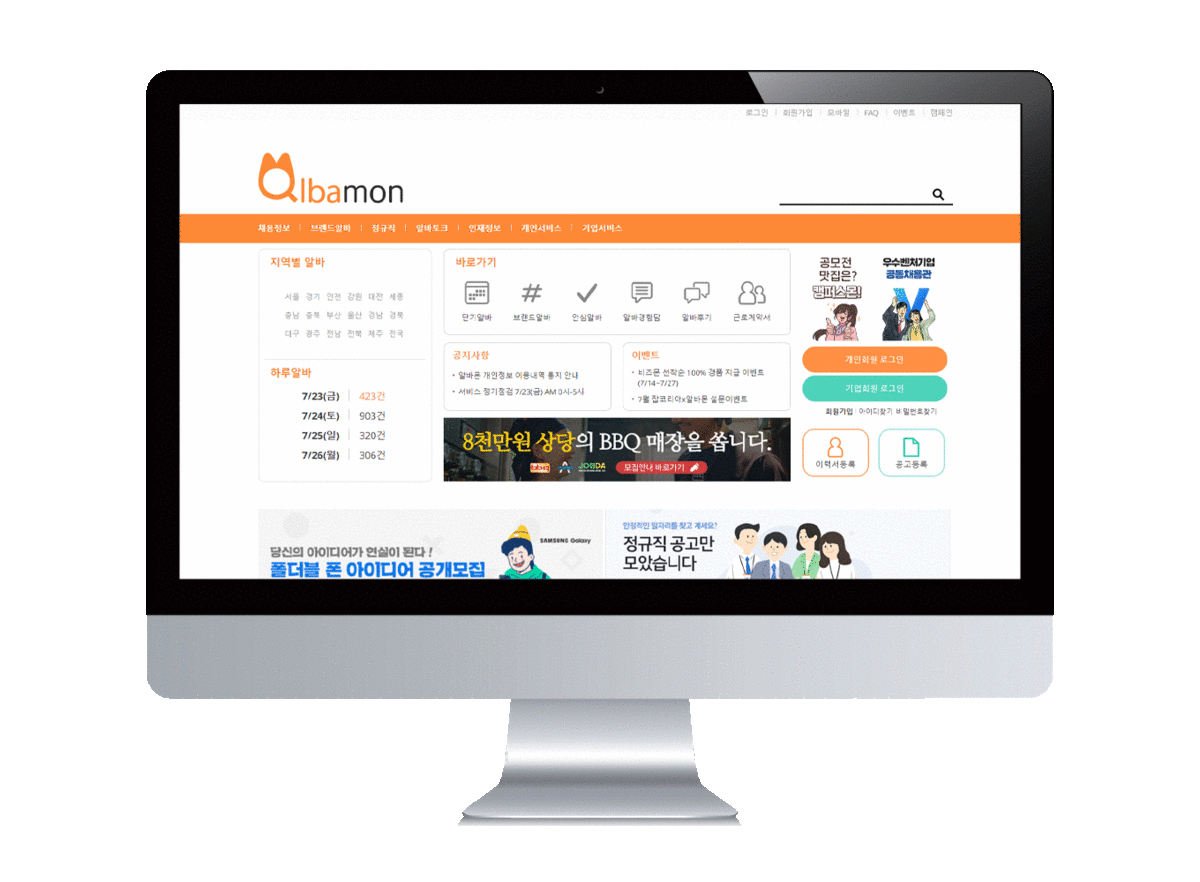 로그인 | 회원가입 | 모바일 | FAQ | 이벤트 | 캠페인
albamon
채용정보 | 브랜드알바 | 정규직 | 알바토크 | 인재정보 | 개인서비스 | 기업서비스
지역별 알바
서울 경기 인천 강원 대전 세종
충남 충북 부산 울산 경남 경북
대구 광주 전남 전북 제주 전국
하루알바
7/23(금) 423건
7/24(토) 903건
7/25(일) 320건
7/26(월) 306건
바로가기
단기알바 브랜드알바 안심알바 알바경험담 알바후기 근로계약서
공지사항
• 알바몬 개인정보 이용내역 통지 안내
• 서비스 정기점검 7/23(금) AM 0시-5시
이벤트
• 비즈몬 선착순 100% 경품 지급 이벤트
(7/14~7/27)
• 7월 잡코리아x알바몬 설문이벤트
8천만원 상당의 BBQ 매장을 쏩니다.
모집안내 바로가기
공모전
맛집은?
캠퍼스몬!
우수벤처기업
공동채용관
개인회원 로그인
기업회원 로그인
회원가입 | 아이디찾기 비밀번호찾기
이력서등록
공고등록
당신의 아이디어가 현실이 된다 !
폴더블 폰 아이디어 공개모집
SAMSUNG Galaxy
안정적인 일자리를 찾고 계세요?
정규직 공고만
모았습니다